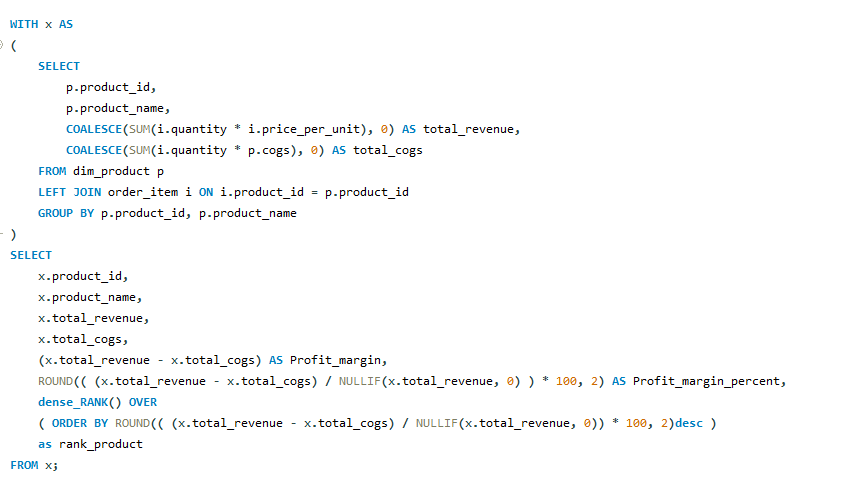 WITH x AS
(
    SELECT
        p.product_id,
        p.product_name,
        COALESCE(SUM(i.quantity * i.price_per_unit), 0) AS total_revenue,
        COALESCE(SUM(i.quantity * p.cogs), 0) AS total_cogs
    FROM dim_product p
    LEFT JOIN order_item i ON i.product_id = p.product_id
    GROUP BY p.product_id, p.product_name
)
SELECT
    x.product_id,
    x.product_name,
    x.total_revenue,
    x.total_cogs,
    (x.total_revenue - x.total_cogs) AS Profit_margin,
    ROUND(( (x.total_revenue - x.total_cogs) / NULLIF(x.total_revenue, 0) ) * 100, 2) AS Profit_margin_percent,
    dense_RANK() OVER
    ( ORDER BY ROUND(( (x.total_revenue - x.total_cogs) / NULLIF(x.total_revenue, 0)) * 100, 2)desc )
    as rank_product
FROM x;